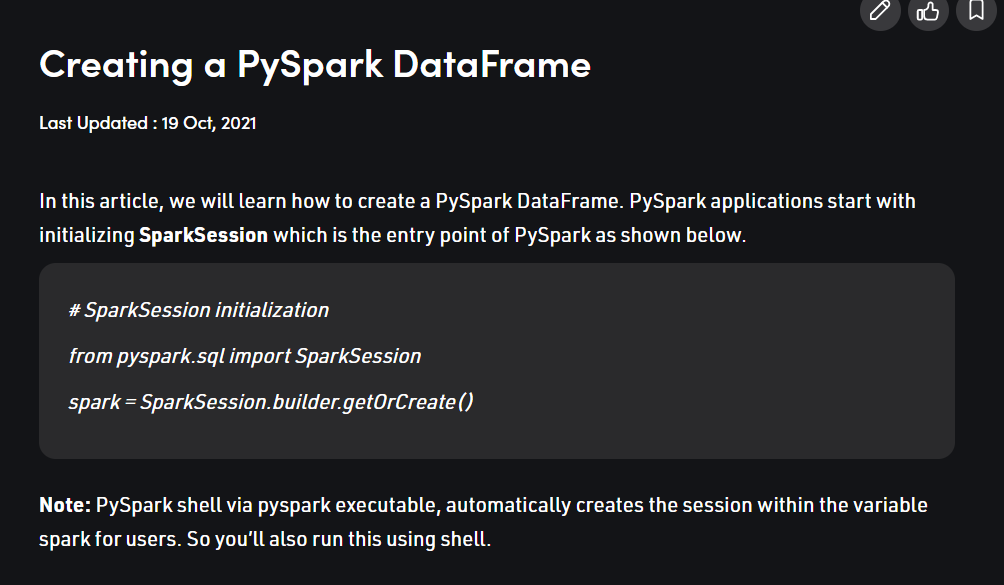 Creating a PySpark DataFrame
Last Updated : 19 Oct, 2021
In this article, we will learn how to create a PySpark DataFrame. PySpark applications start with
initializing SparkSession which is the entry point of PySpark as shown below.
# SparkSession initialization
from pyspark.sql import SparkSession
spark = SparkSession.builder.getOrCreate()
Note: PySpark shell via pyspark executable, automatically creates the session within the variable
spark for users. So you’ll also run this using shell.